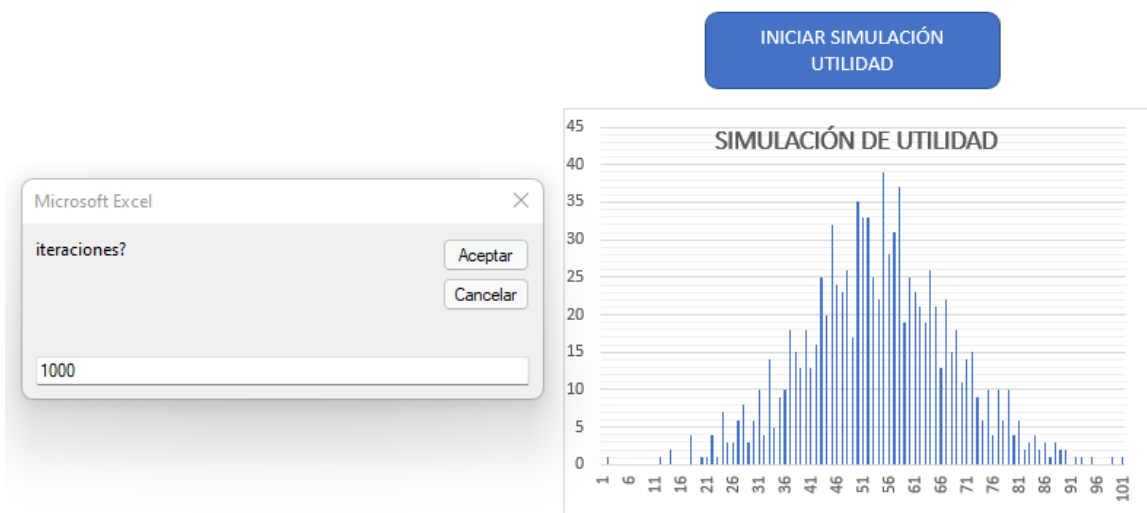 INICIAR SIMULACIÓN
UTILIDAD
Microsoft Excel
iteraciones?
Aceptar
Cancelar
1000
SIMULACIÓN DE UTILIDAD
45
40
35
30
25
20
15
10
5
0
1 6 11 16 21 26 31 36 41 46 51 56 61 66 71 76 81 86 91 96 101